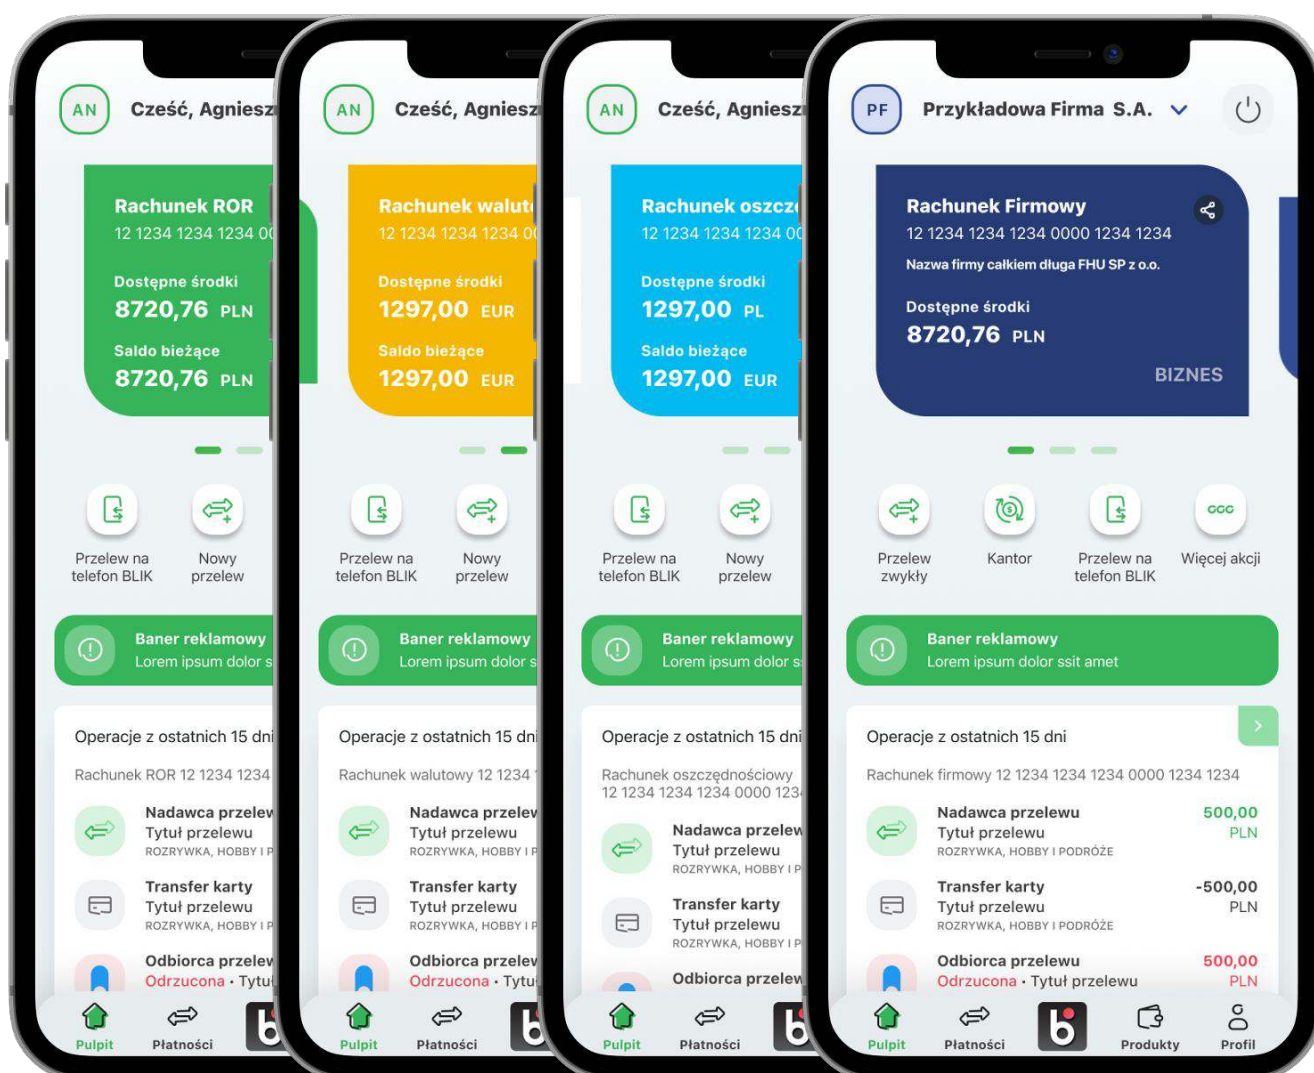 AN
Cześć, Agniesz
Rachunek ROR
12 1234 1234 1234 00
Dostępne środki
8720,76 PLN
Saldo bieżące
8720,76 PLN
Przelew na
telefon BLIK
Nowy
przelew
Baner reklamowy
Lorem ipsum dolor s
Operacje z ostatnich 15 dni
Rachunek ROR 12 1234 1234
Nadawca przelew
Tytuł przelewu
ROZRYWKA, HOBBY I P
Transfer karty
Tytuł przelewu
ROZRYWKA, HOBBY I P
Odbiorca przelew
Odrzucona • Tytu
Pulpit
Płatności
AN
Cześć, Agniesz
Rachunek walut
12 1234 1234 1234 00
Dostępne środki
1297,00 EUR
Saldo bieżące
1297,00 EUR
Przelew na
telefon BLIK
Nowy
przelew
Baner reklamowy
Lorem ipsum dolor s
Operacje z ostatnich 15 dni
Rachunek walutowy 12 1234
Nadawca przelew
Tytuł przelewu
ROZRYWKA, HOBBY I P
Transfer karty
Tytuł przelewu
ROZRYWKA, HOBBY I P
Odbiorca przelew
Odrzucona • Tytu
Pulpit
Płatności
AN
Cześć, Agniesz
Rachunek oszczę
12 1234 1234 1234 00
Dostępne środki
1297,00 PL
Saldo bieżące
1297,00 EUR
Przelew na
telefon BLIK
Nowy
przelew
Baner reklamowy
Lorem ipsum dolor s
Operacje z ostatnich 15 dni
Rachunek oszczędnościowy
12 1234 1234 1234 0000 1234
Nadawca przelew
Tytuł przelewu
ROZRYWKA, HOBBY I P
Transfer karty
Tytuł przelewu
ROZRYWKA, HOBBY I P
Odbiorca przelew
Pulpit
Płatności
PF
Przykładowa Firma S.A.
Rachunek Firmowy
12 1234 1234 1234 0000 1234 1234
Nazwa firmy całkiem długa FHU SP z o.o.
Dostępne środki
8720,76 PLN
BIZNES
Przelew
zwykły
Kantor
Przelew na
telefon BLIK
Więcej akcji
Baner reklamowy
Lorem ipsum dolor ssit amet
Operacje z ostatnich 15 dni
Rachunek firmowy 12 1234 1234 1234 0000 1234 1234
Nadawca przelewu 500,00
Tytuł przelewu PLN
ROZRYWKA, HOBBY I PODRÓŻE
Transfer karty -500,00
Tytuł przelewu PLN
ROZRYWKA, HOBBY I PODRÓŻE
Odbiorca przelewu 500,00
Odrzucona • Tytuł przelewu PLN
Pulpit
Płatności
Produkty
Profil